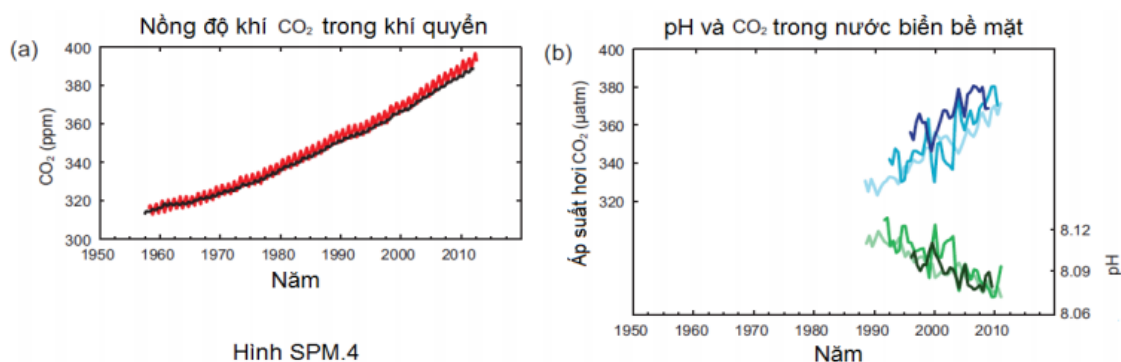 Nồng độ khí CO₂ trong khí quyển
(a)
400
380
360
340
320
300
CO₂ (ppm)
1950 1960 1970 1980 1990 2000 2010
Năm
Hình SPM.4
pH và CO₂ trong nước biển bề mặt
(b)
400
380
360
340
320
Áp suất hơi CO₂ (µatm)
8.12
8.09
8.06
pH
1950 1960 1970 1980 1990 2000 2010
Năm